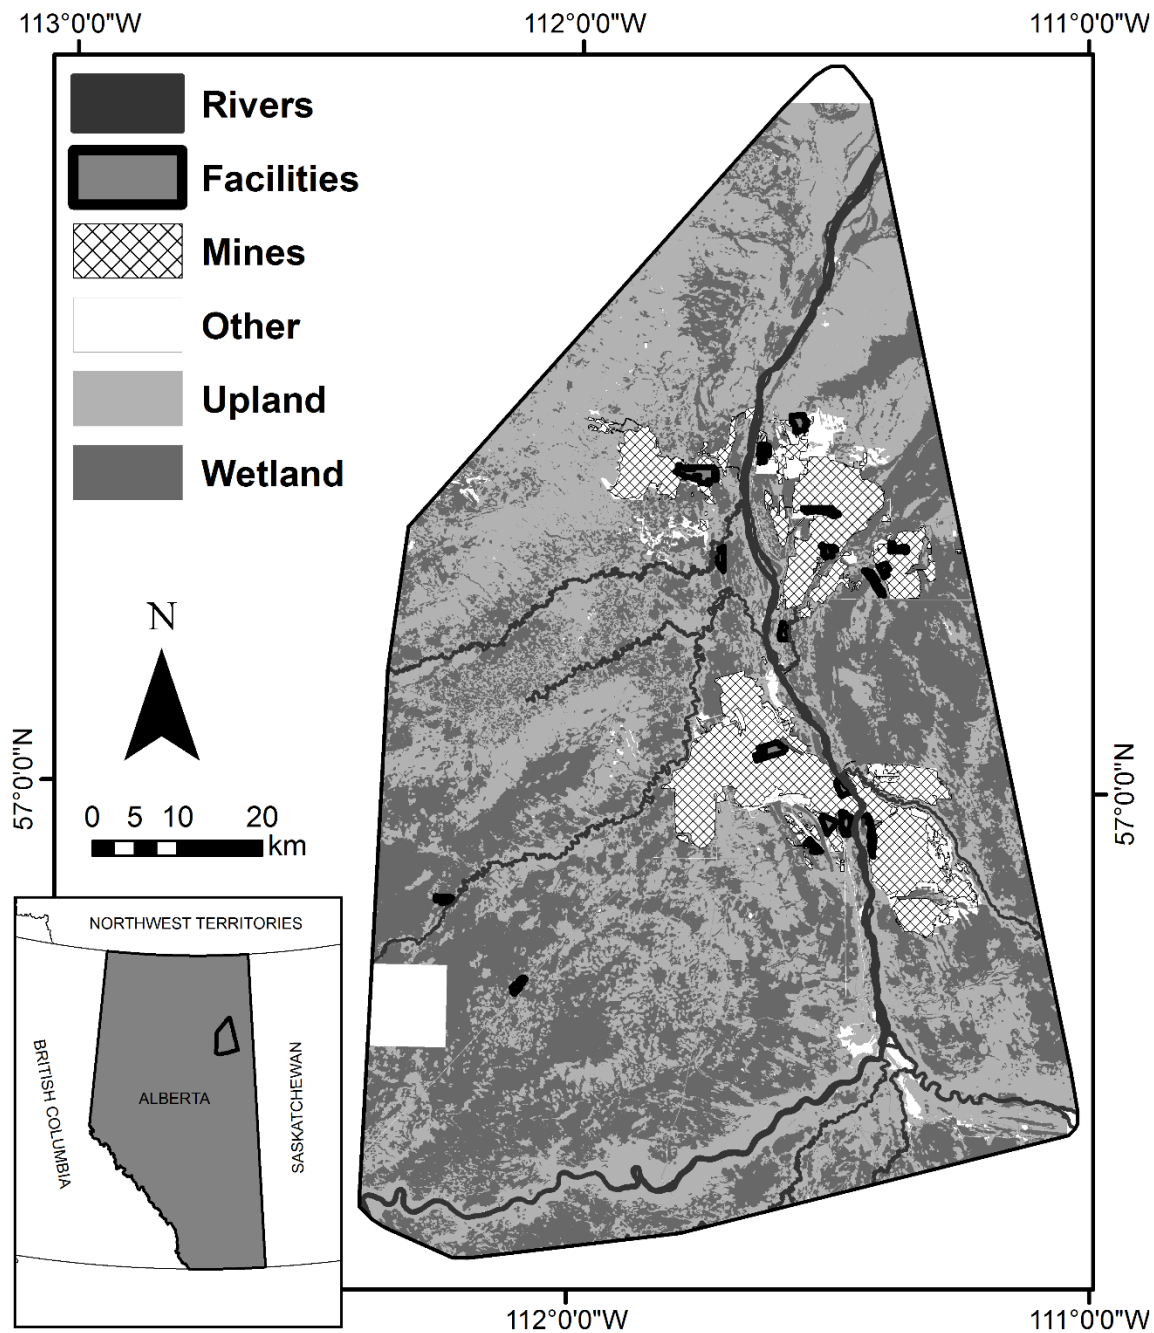 113°0'0"W
112°0'0"W
111°0'0"W
Rivers
Facilities
Mines
Other
Upland
Wetland
N
57°0'0"N
57°0'0"N
0 5 10 20
km
NORTHWEST TERRITORIES
BRITISH COLUMBIA
ALBERTA
SASKATCHEWAN
112°0'0"W
111°0'0"W